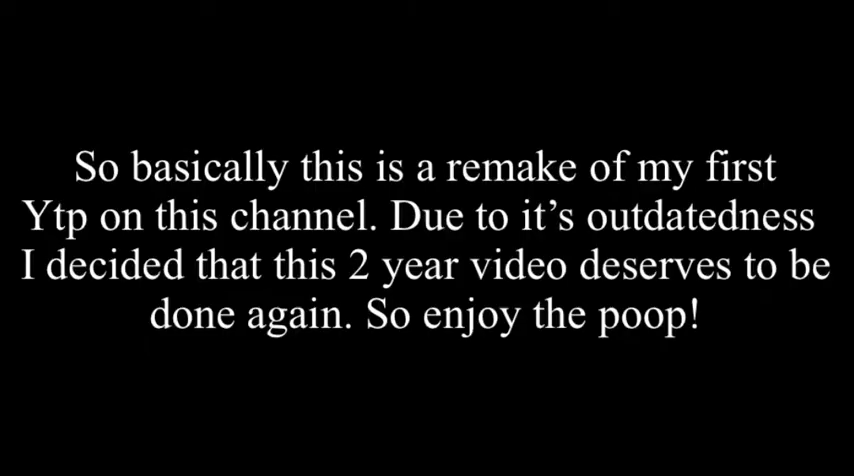 So basically this is a remake of my first
Ytp on this channel. Due to it’s outdatedness
I decided that this 2 year video deserves to be
done again. So enjoy the poop!